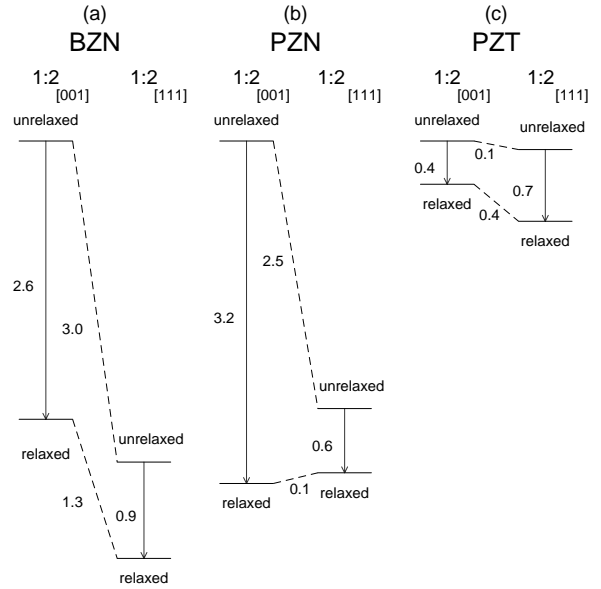 (a)
BZN
1:2 [001]
1:2 [111]
unrelaxed
2.6
3.0
relaxed
unrelaxed
1.3
0.9
relaxed
(b)
PZN
1:2 [001]
1:2 [111]
unrelaxed
2.5
3.2
unrelaxed
0.6
relaxed
0.1
relaxed
(c)
PZT
1:2 [001]
1:2 [111]
unrelaxed
unrelaxed
0.1
0.4
0.7
relaxed
0.4
relaxed